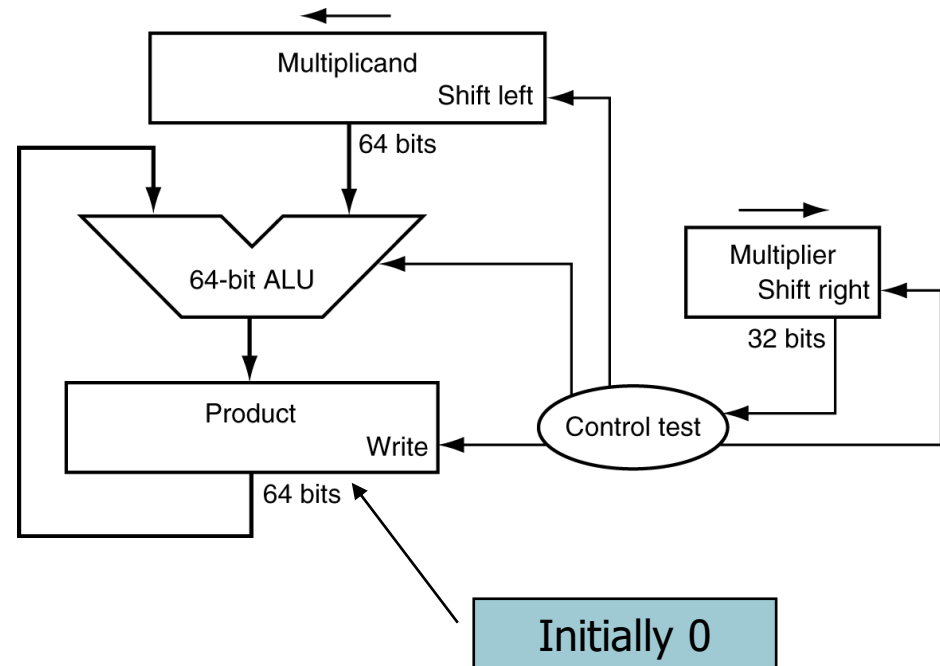 Multiplicand
Shift left
64 bits
64-bit ALU
Multiplier
Shift right
32 bits
Product
Write
Control test
64 bits
Initially 0